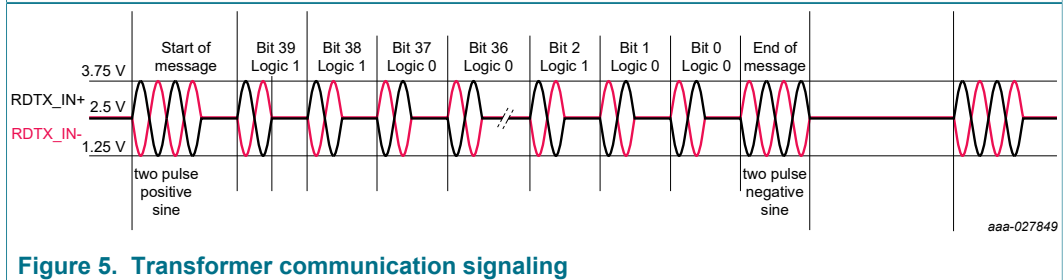 Start of
message
Bit 39
Logic 1
Bit 38
Logic 1
Bit 37
Logic 0
Bit 36
Logic 0
Bit 2
Logic 1
Bit 1
Logic 0
Bit 0
Logic 0
End of
message
3.75 V
RDTX_IN+
2.5 V
RDTX_IN-
1.25 V
two pulse
positive
sine
two pulse
negative
sine
aaa-027849
Figure 5. Transformer communication signaling